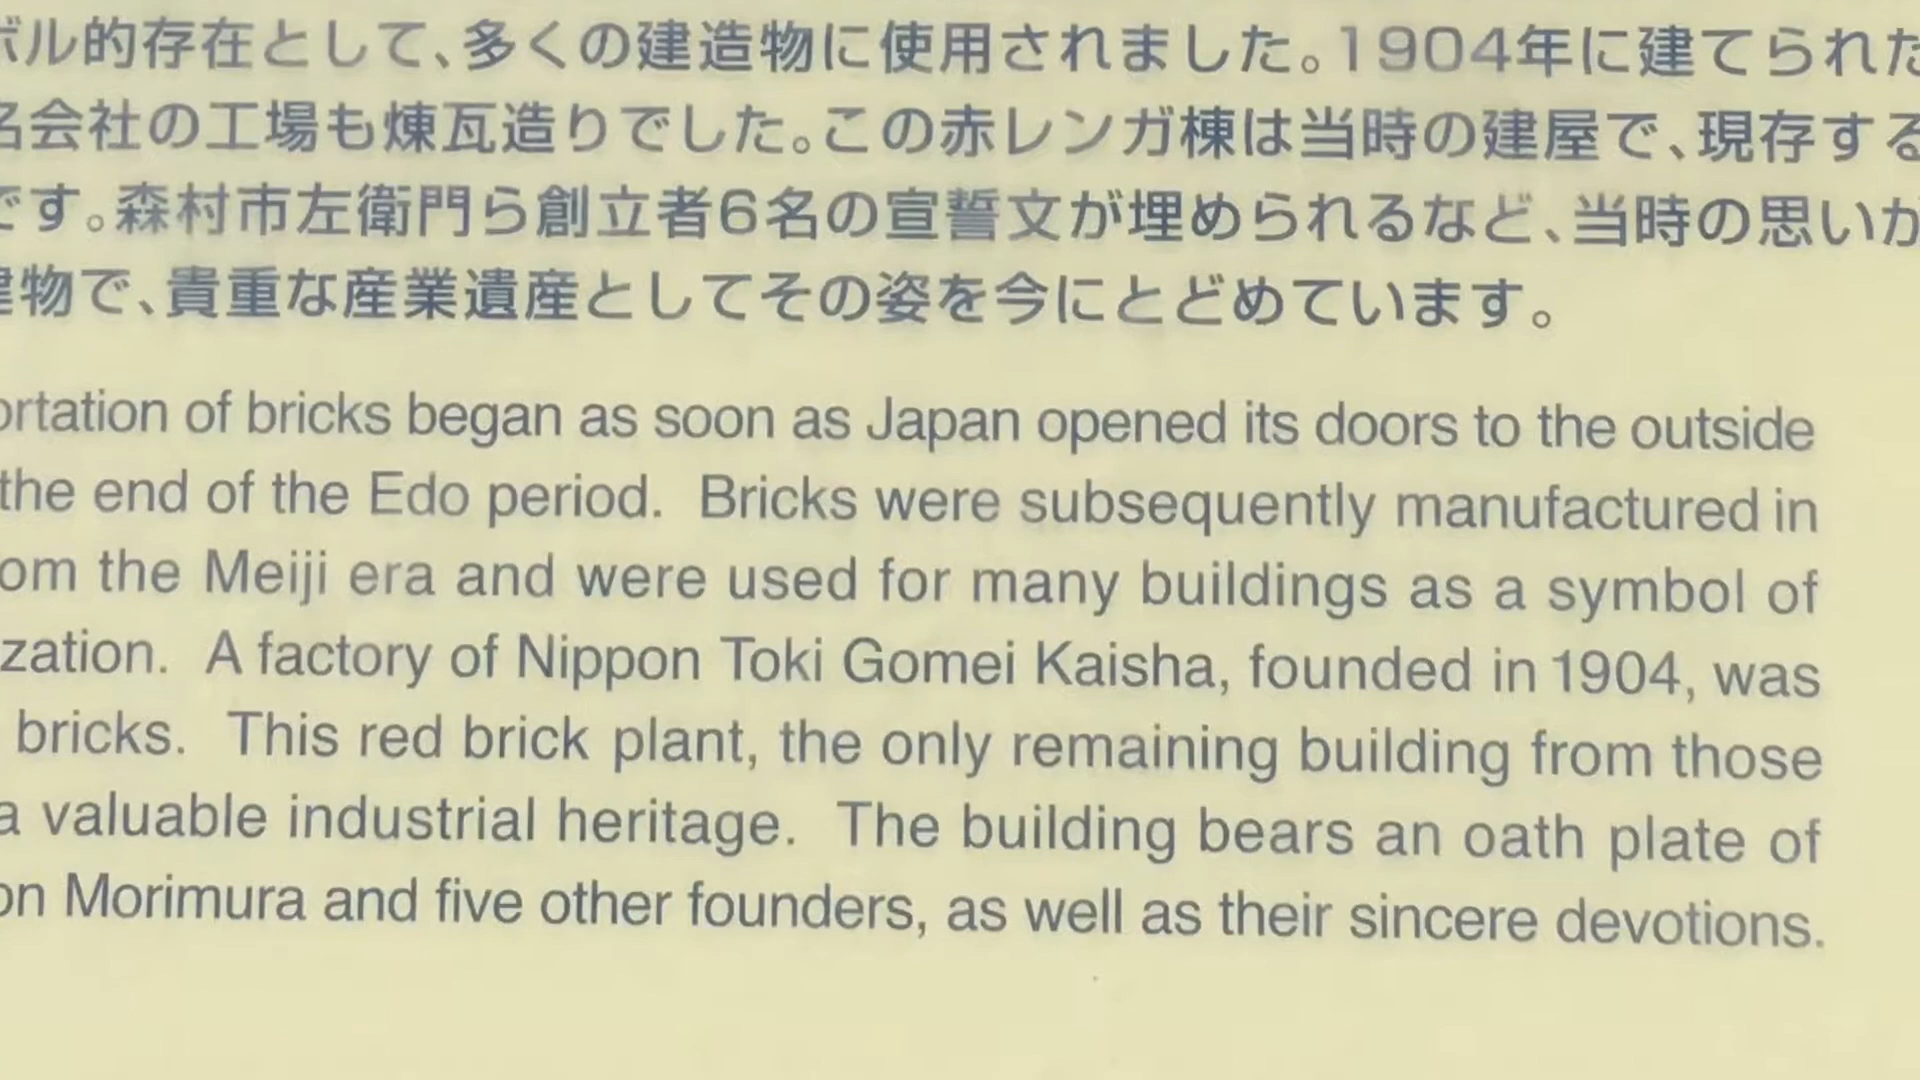 ボル的存在として、多くの建造物に使用されました。1904年に建てられた
名会社の工場も煉瓦造りでした。この赤レンガ棟は当時の建屋で、現存する
です。森村市左衛門ら創立者6名の宣誓文が埋められるなど、当時の思いが
建物で、貴重な産業遺産としてその姿を今にとどめています。
ortation of bricks began as soon as Japan opened its doors to the outside
the end of the Edo period. Bricks were subsequently manufactured in
om the Meiji era and were used for many buildings as a symbol of
zation. A factory of Nippon Toki Gomei Kaisha, founded in 1904, was
bricks. This red brick plant, the only remaining building from those
a valuable industrial heritage. The building bears an oath plate of
on Morimura and five other founders, as well as their sincere devotions.